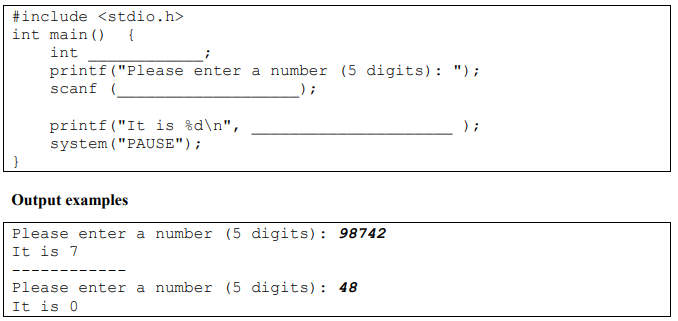 #include <stdio.h>
int main() {
int ____________;
printf("Please enter a number (5 digits): ");
scanf (___________________);
printf("It is %d\n", _____________________ );
system("PAUSE");
}
Output examples
Please enter a number (5 digits): 98742
It is 7
------------
Please enter a number (5 digits): 48
It is 0